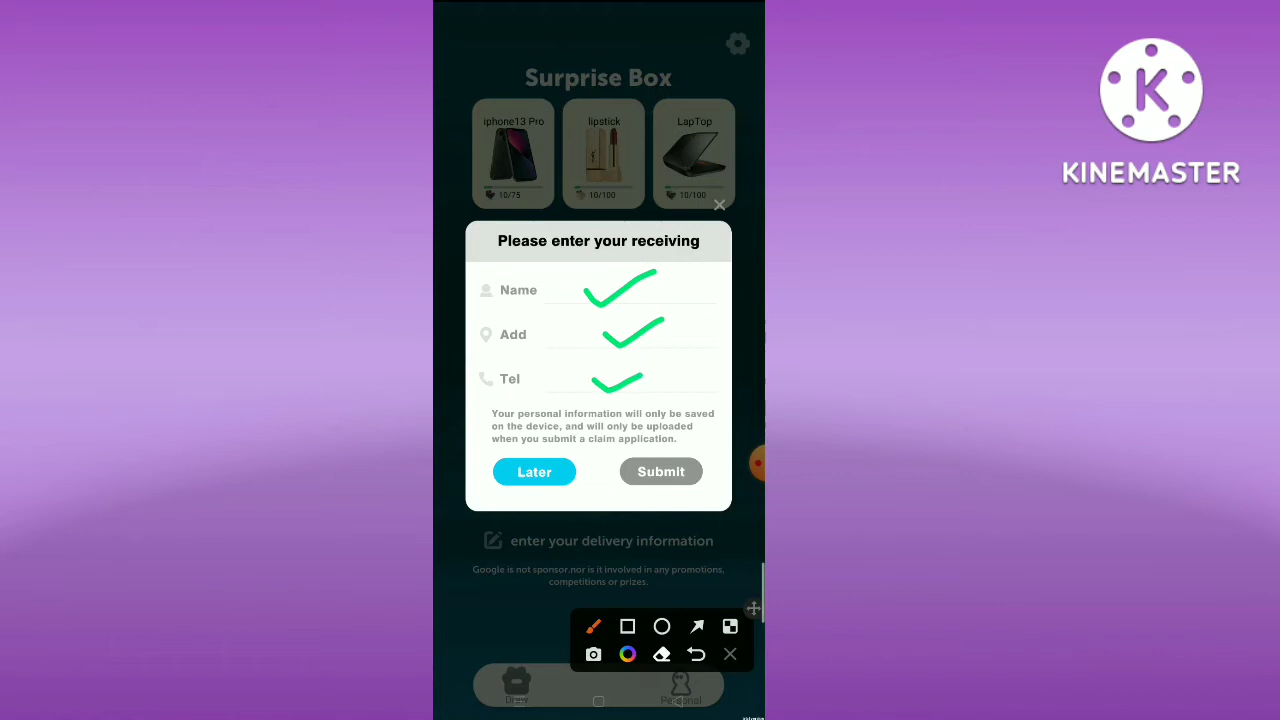 Surprise Box
iphone13 Pro
lipstick
LapTop
10/75
10/100
10/100
Please enter your receiving
Name
Add
Tel
Your personal information will only be saved
on the device, and will only be uploaded
when you submit a claim application.
Later
Submit
enter your delivery information
Google is not sponsor.nor is it involved in any promotions,
competitions or prizes.
Draw
Personal
K
KINEMASTER